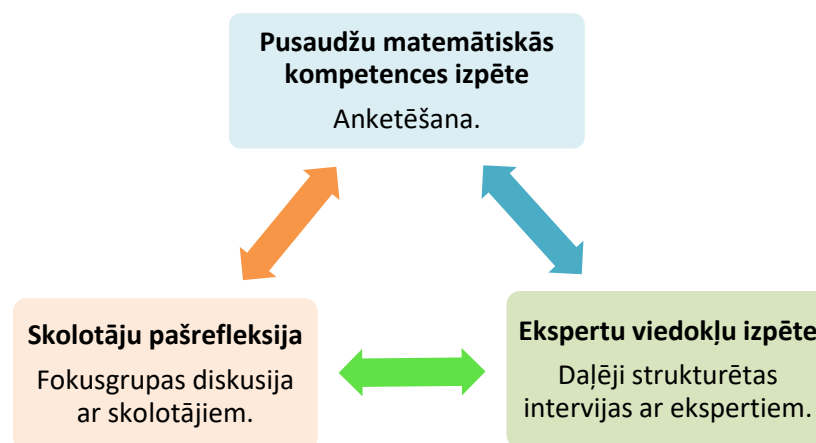 Pusaudžu matemātiskās
kompetences izpēte
Anketēšana.
Skolotāju pašrefleksija
Fokusgrupas diskusija
ar skolotājiem.
Ekspertu viedokļu izpēte
Daļēji strukturētas
intervijas ar ekspertiem.